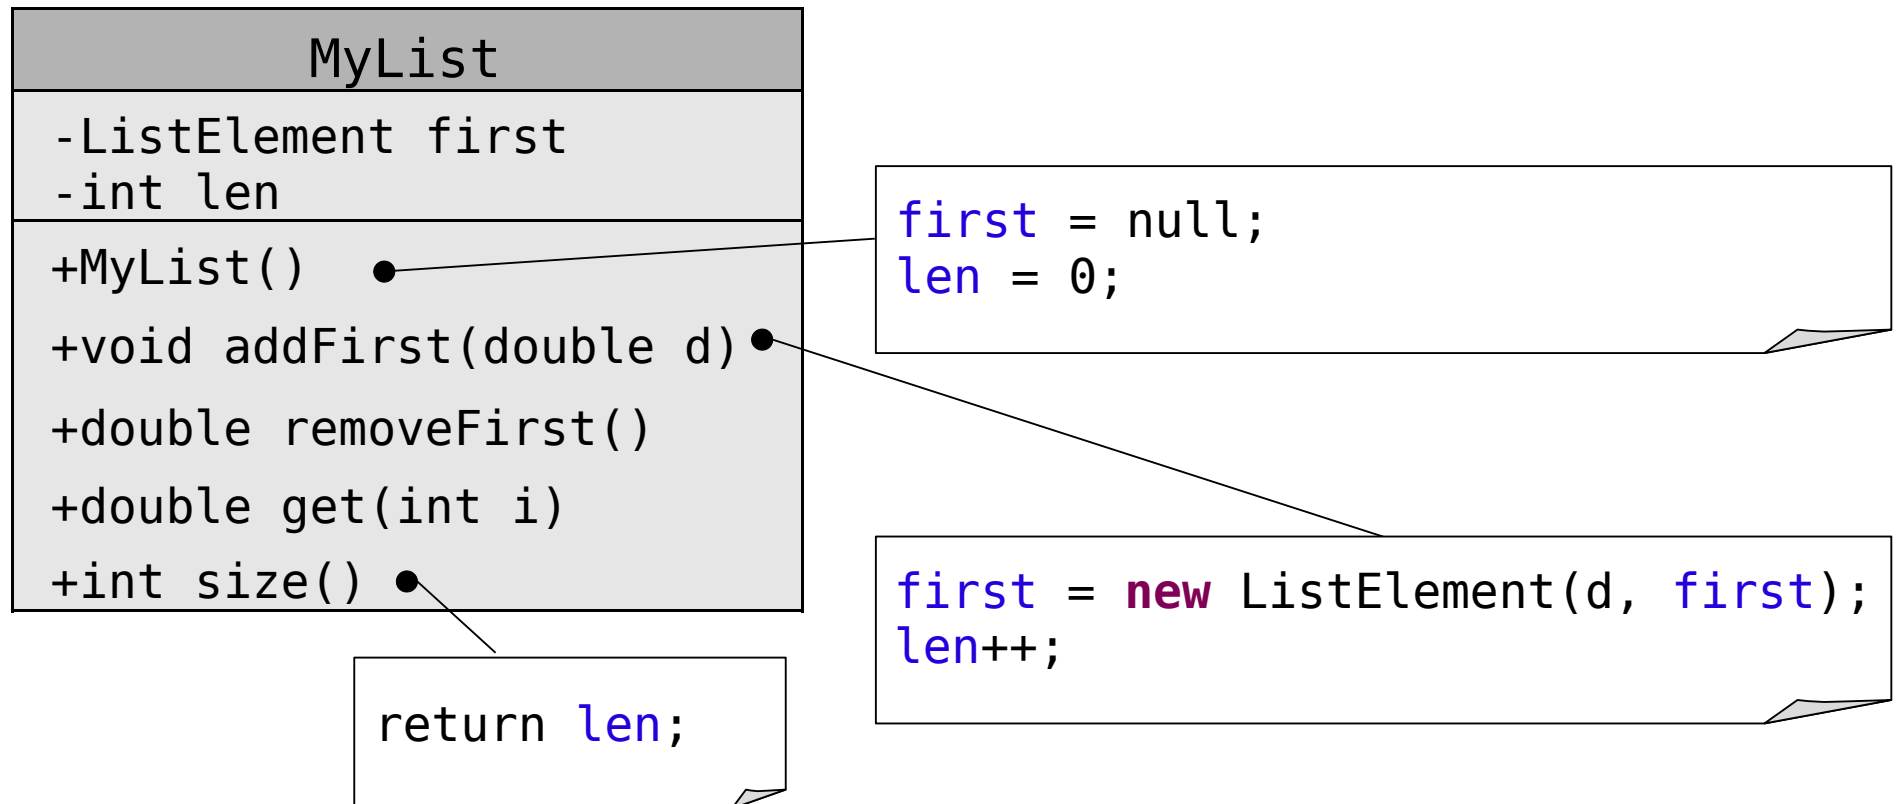 MyList
-ListElement first
-int len
+MyList()
+void addFirst(double d)
+double removeFirst()
+double get(int i)
+int size()
first = null;
len = 0;
first = new ListElement(d, first);
len++;
return len;